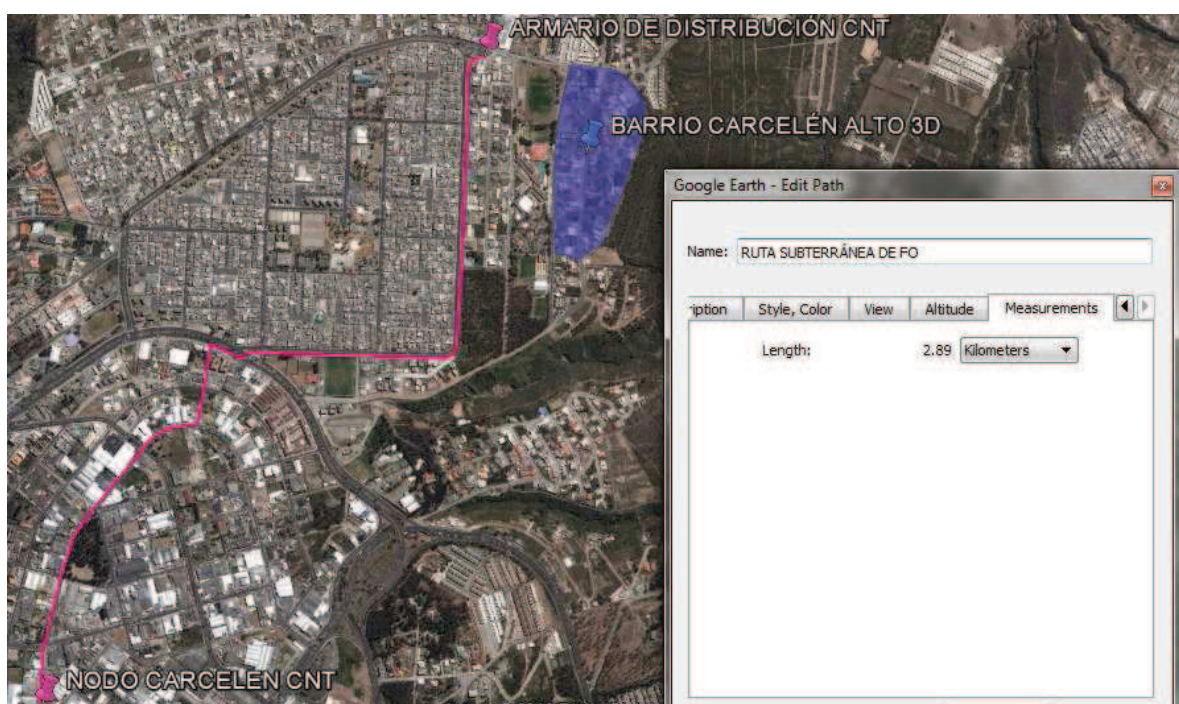 ARMARIO DE DISTRIBUCIÓN CNT
BARRIO CARCELÉN ALTO 3D
Google Earth - Edit Path
Name: RUTA SUBTERRÁNEA DE FO
ription Style, Color View Altitude Measurements
Length: 2.89 Kilometers
NODO CARCELEN CNT